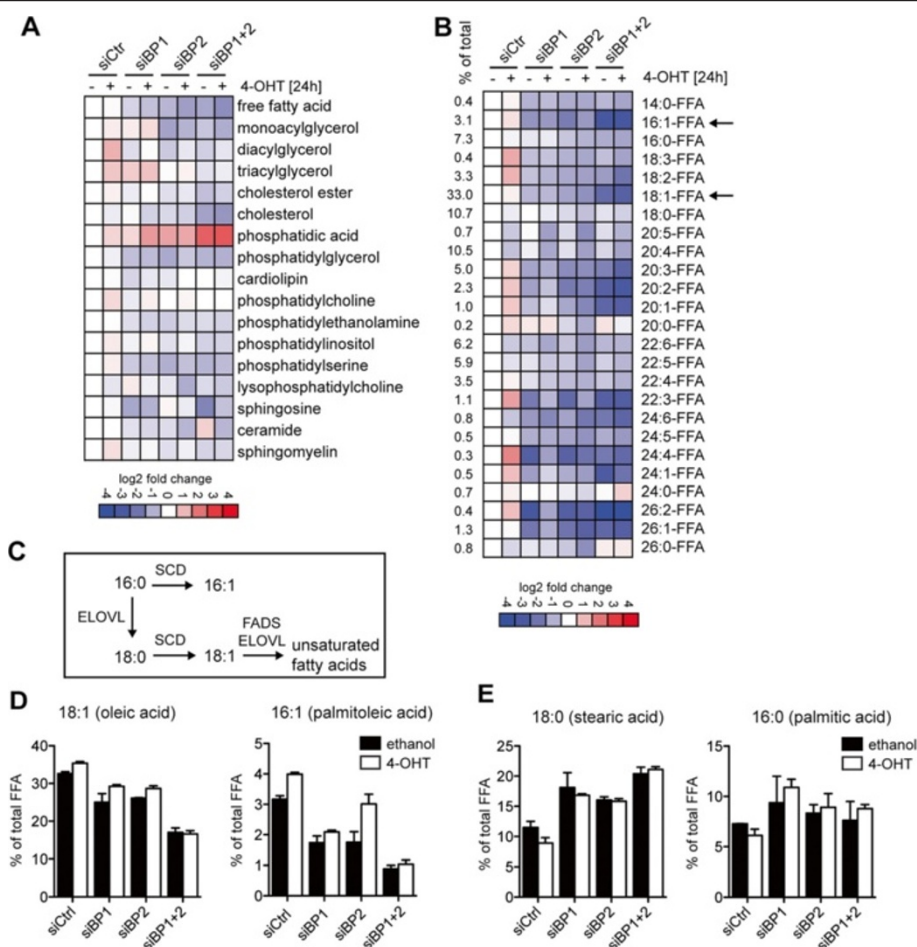 A
siCtr siBP1 siBP2 siBP1+2
- + - + - + - + 4-OHT [24h]
free fatty acid
monoacylglycerol
diacylglycerol
triacylglycerol
cholesterol ester
cholesterol
phosphatidic acid
phosphatidylglycerol
cardiolipin
phosphatidylcholine
phosphatidylethanolamine
phosphatidylinositol
phosphatidylserine
lysophosphatidylcholine
sphingosine
ceramide
sphingomyelin
log2 fold change
-4 -3 -2 -1 0 1 2 3 4
B
% of total siCtr siBP1 siBP2 siBP1+2
- + - + - + - + 4-OHT [24h]
0.4 14:0-FFA
3.1 16:1-FFA
7.3 16:0-FFA
0.4 18:3-FFA
3.3 18:2-FFA
33.0 18:1-FFA
10.7 18:0-FFA
0.7 20:5-FFA
10.5 20:4-FFA
5.0 20:3-FFA
2.3 20:2-FFA
1.0 20:1-FFA
0.2 20:0-FFA
6.2 22:6-FFA
5.9 22:5-FFA
3.5 22:4-FFA
1.1 22:3-FFA
0.8 24:6-FFA
0.5 24:5-FFA
0.3 24:4-FFA
0.5 24:1-FFA
0.7 24:0-FFA
0.4 26:2-FFA
1.3 26:1-FFA
0.8 26:0-FFA
log2 fold change
-4 -3 -2 -1 0 1 2 3 4
C
16:0 SCD 16:1
ELOVL
18:0 SCD 18:1 FADS ELOVL unsaturated
fatty acids
D
18:1 (oleic acid)
% of total FFA
40
30
20
10
0
siCtrl siBP1 siBP2 siBP1+2
16:1 (palmitoleic acid)
ethanol
4-OHT
% of total FFA
5
4
3
2
1
0
siCtrl siBP1 siBP2 siBP1+2
E
18:0 (stearic acid)
% of total FFA
25
20
15
10
5
0
siCtrl siBP1 siBP2 siBP1+2
16:0 (palmitic acid)
ethanol
4-OHT
% of total FFA
15
10
5
0
siCtrl siBP1 siBP2 siBP1+2